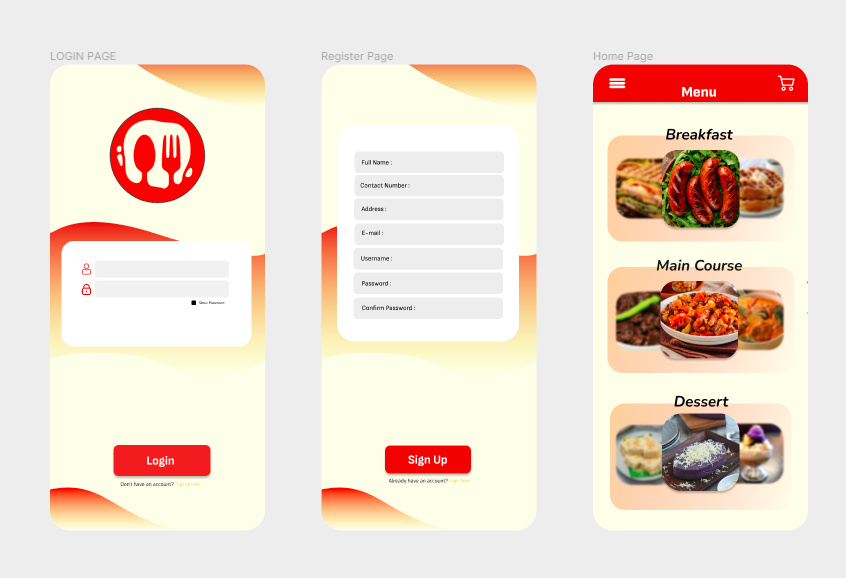 LOGIN PAGE
Show Password
Login
Don't have an account? Sign up here
Register Page
Full Name :
Contact Number :
Address :
E-mail :
Username :
Password :
Confirm Password :
Sign Up
Already have an account? Login here
Home Page
Menu
Breakfast
Main Course
Dessert